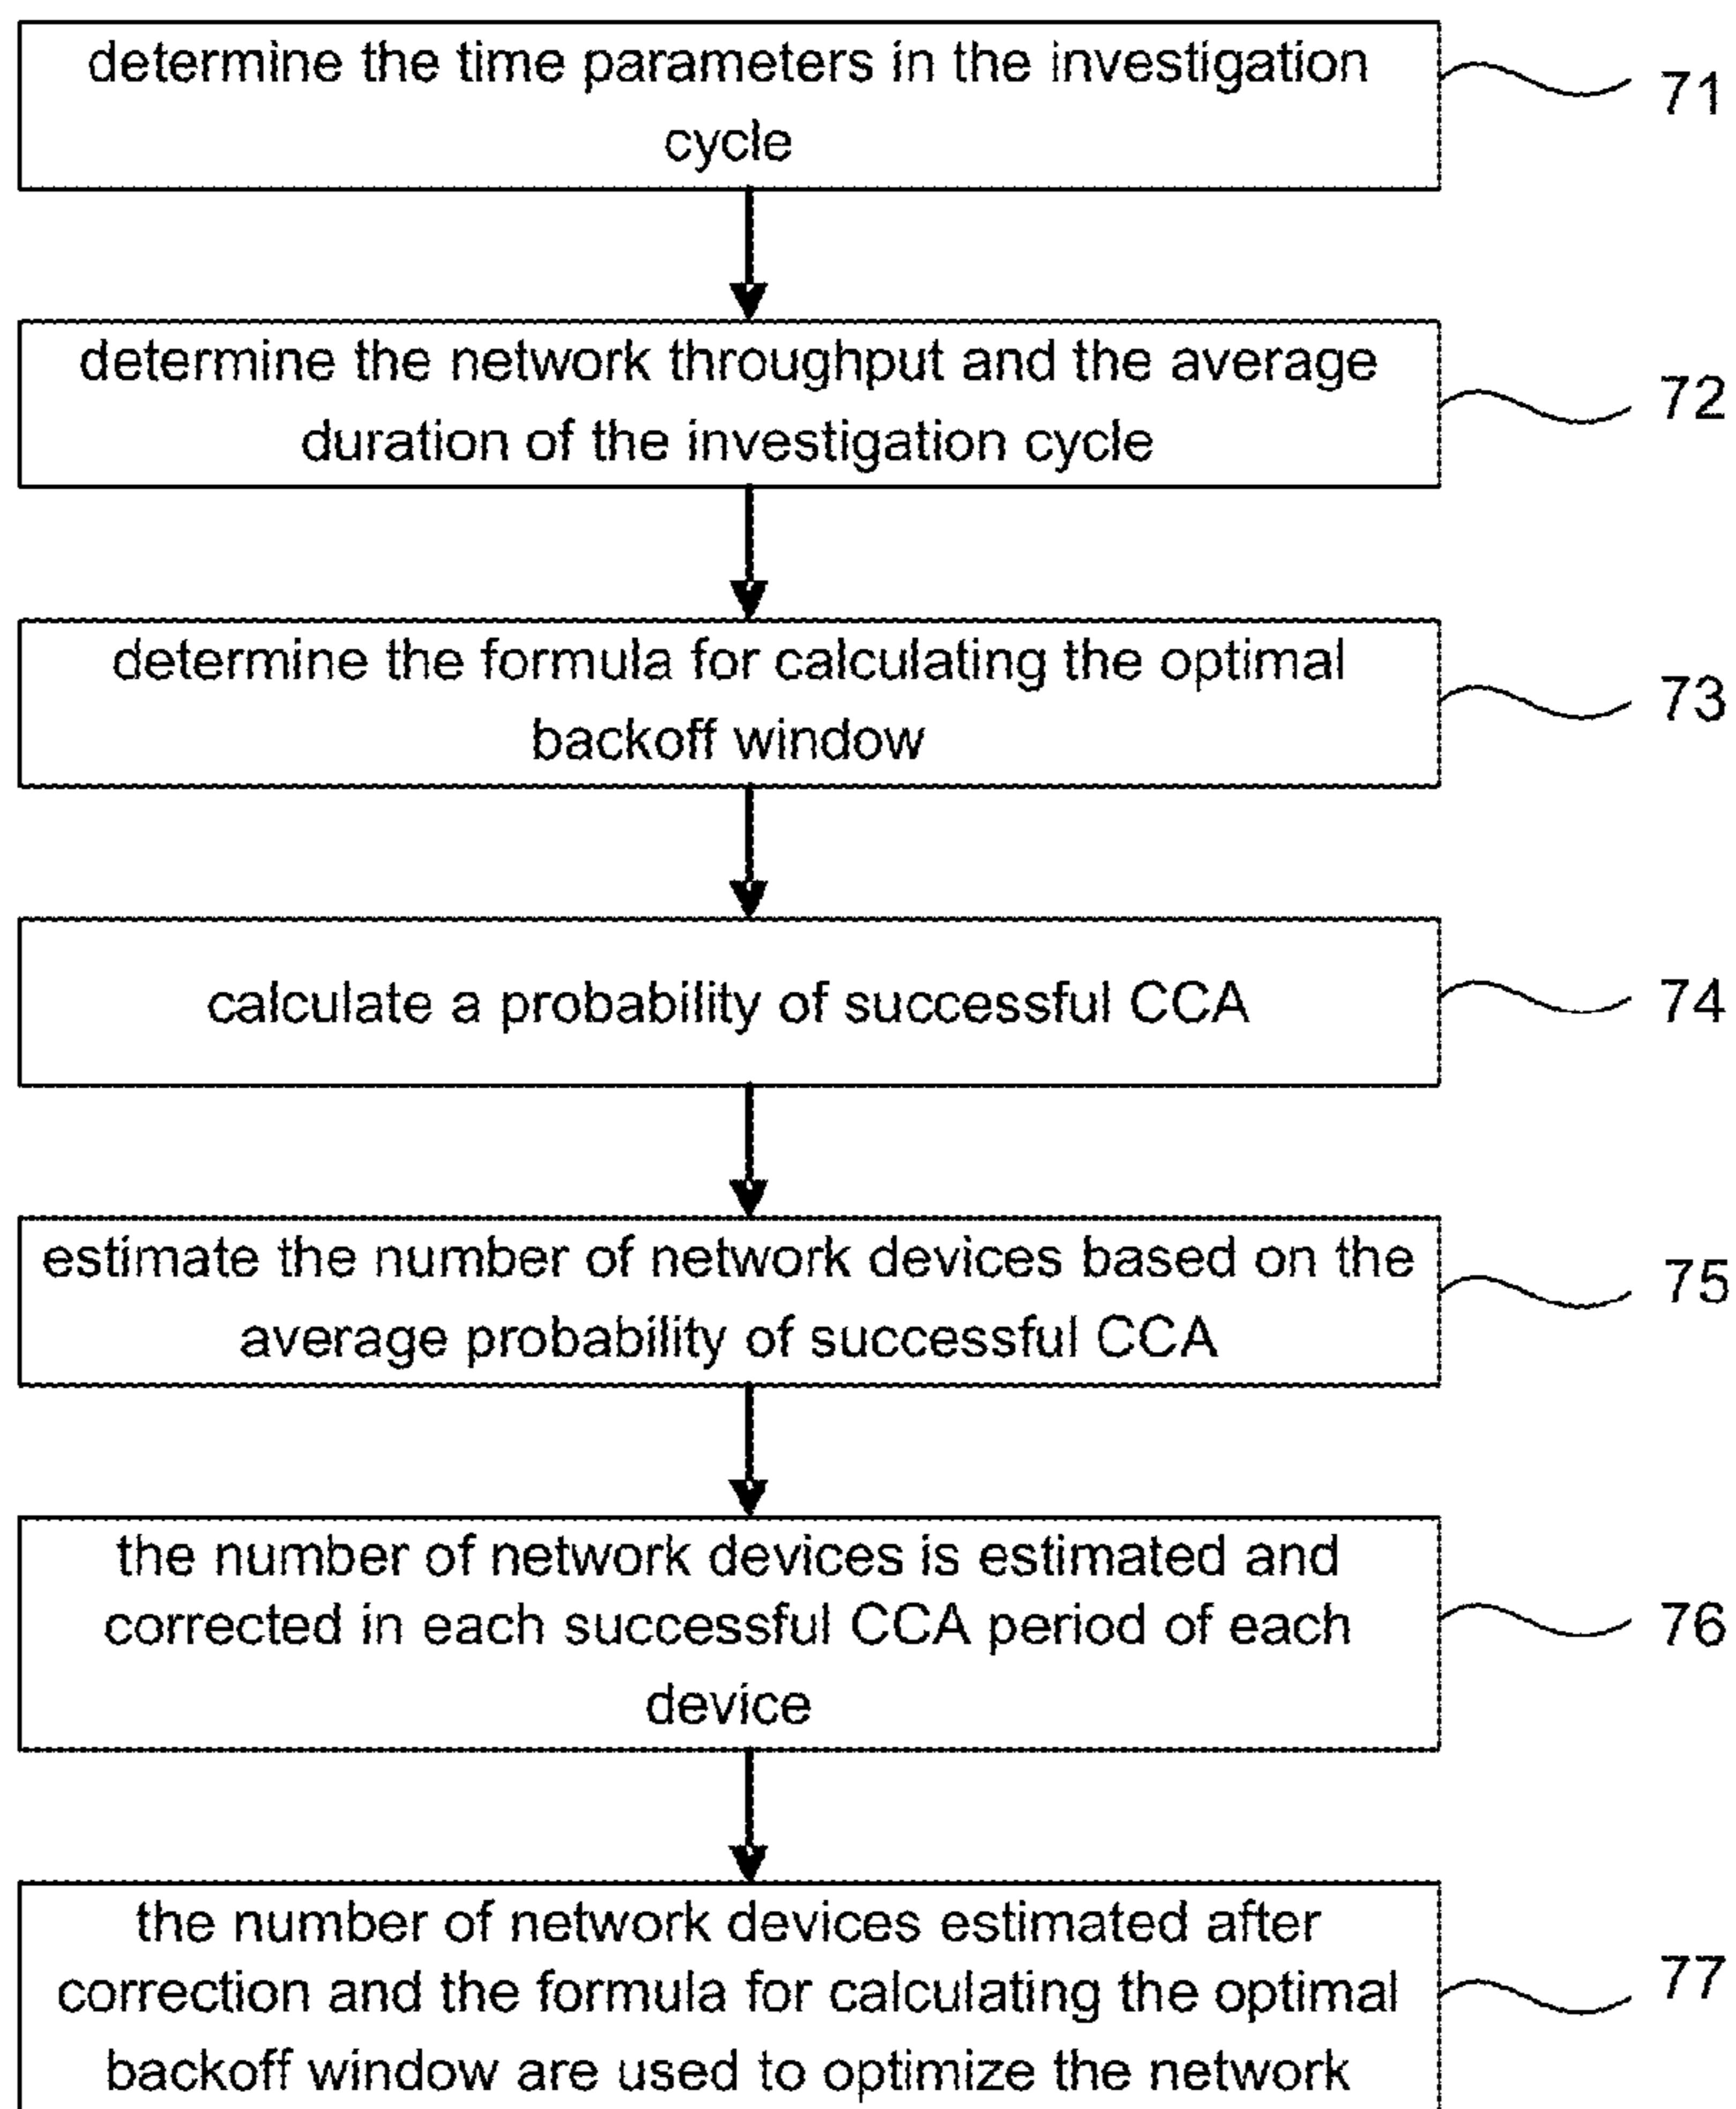 determine the time parameters in the investigation
cycle
71
determine the network throughput and the average
duration of the investigation cycle
72
determine the formula for calculating the optimal
backoff window
73
calculate a probability of successful CCA
74
estimate the number of network devices based on the
average probability of successful CCA
75
the number of network devices is estimated and
corrected in each successful CCA period of each
device
76
the number of network devices estimated after
correction and the formula for calculating the optimal
backoff window are used to optimize the network
77